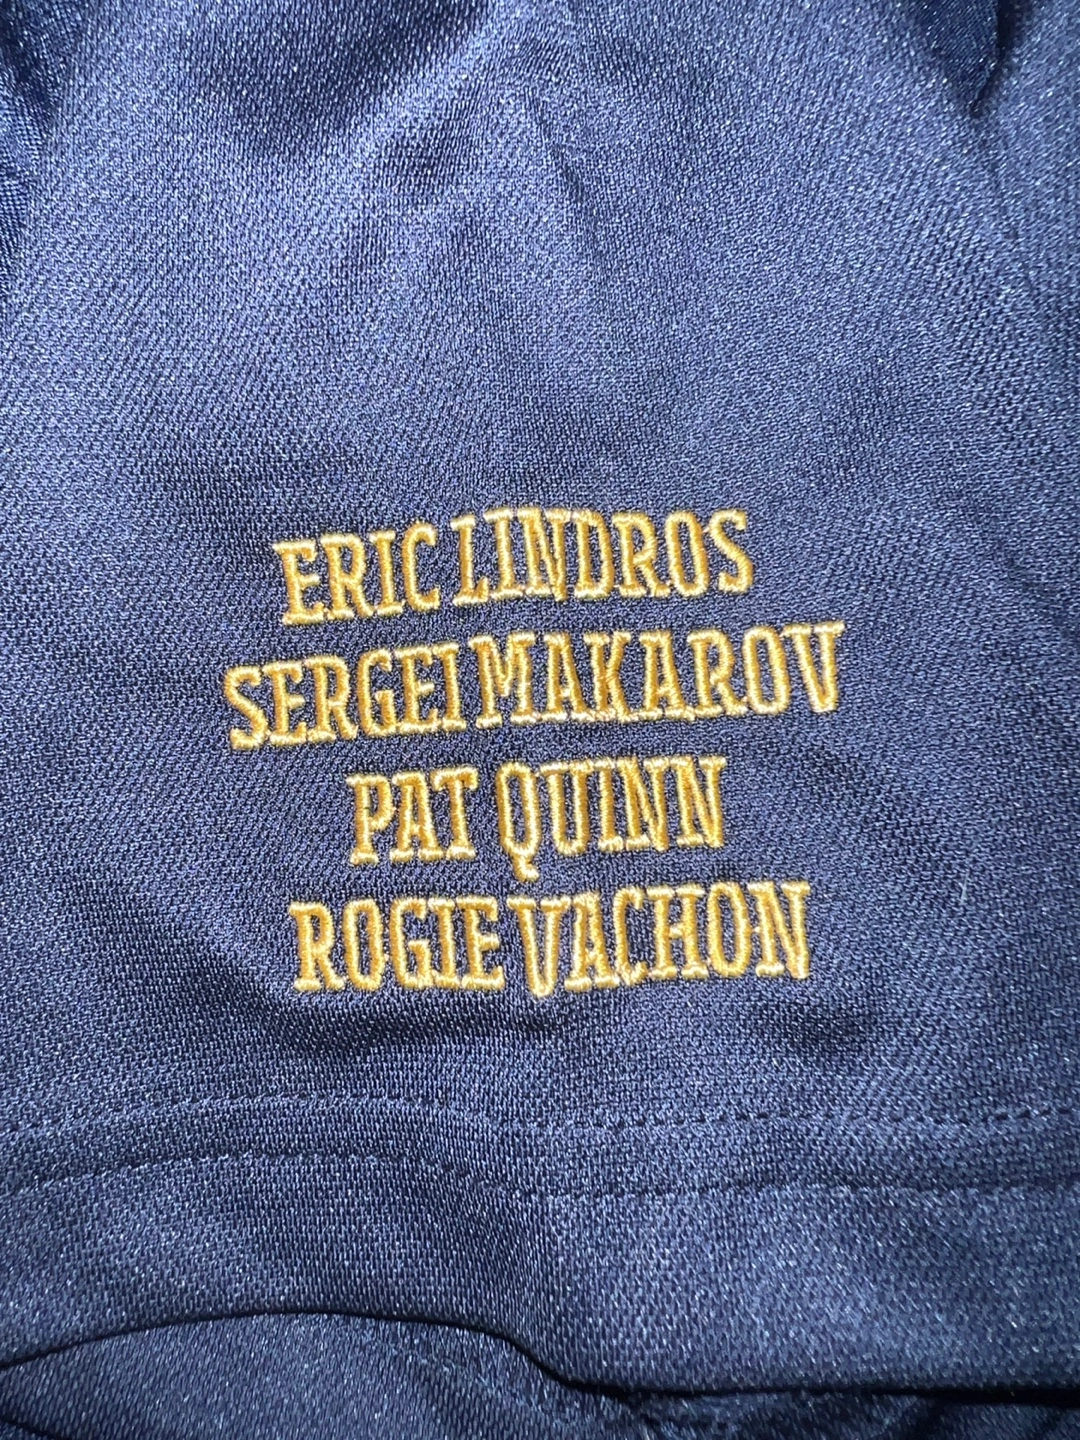 ERIC LINDROS
SERGEI MAKAROV
PAT QUINN
ROGIE VACHON